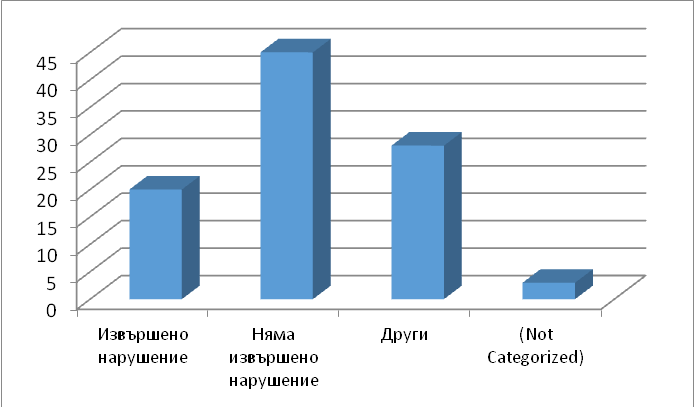 45
40
35
30
25
20
15
10
5
0
Извършено
нарушение
Няма
извършено
нарушение
Други
(Not
Categorized)